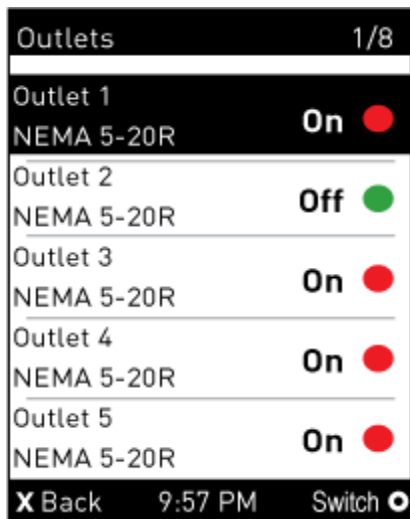 Outlets 1/8
Outlet 1
NEMA 5-20R On
Outlet 2
NEMA 5-20R Off
Outlet 3
NEMA 5-20R On
Outlet 4
NEMA 5-20R On
Outlet 5
NEMA 5-20R On
X Back 9:57 PM Switch